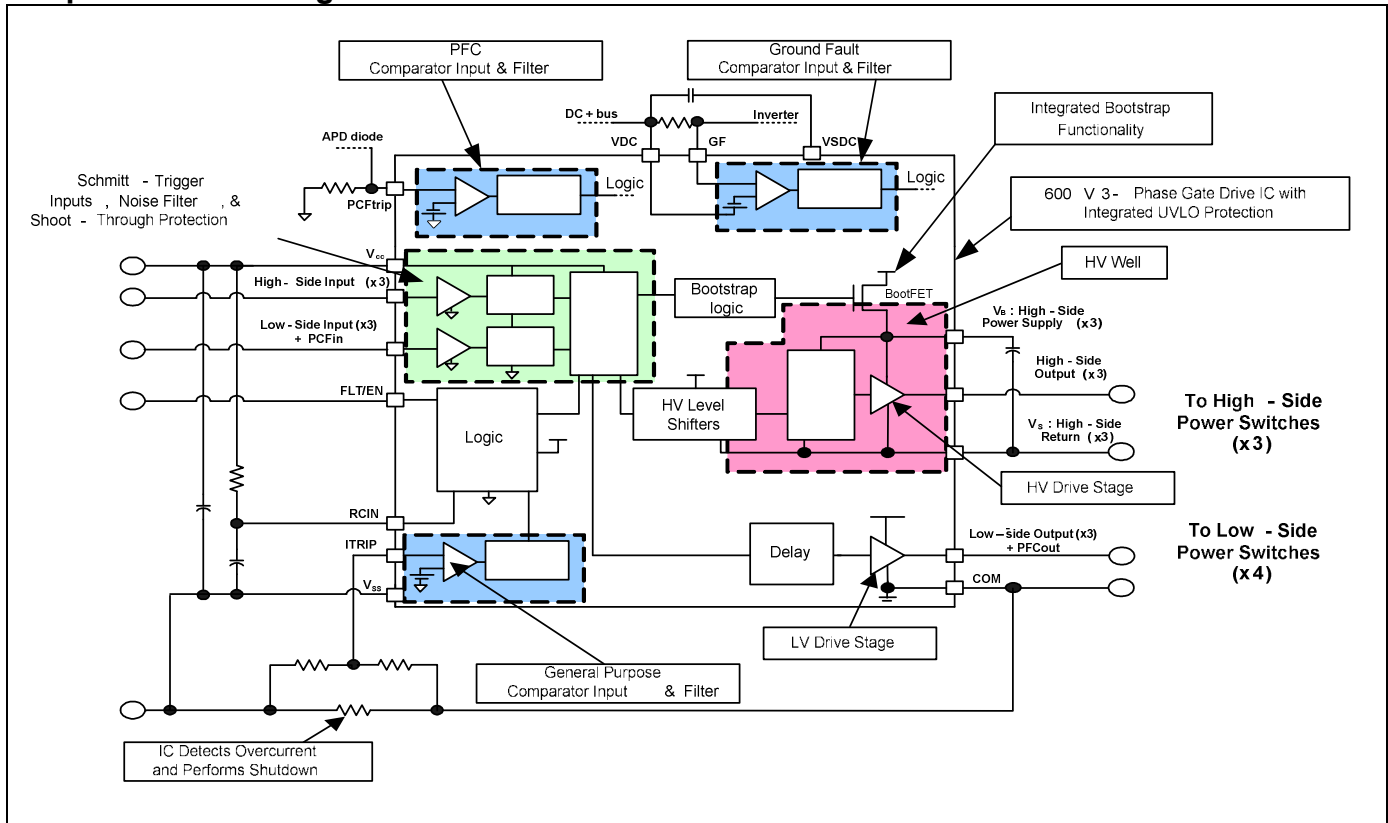 PFC
Comparator Input & Filter
Ground Fault
Comparator Input & Filter
Integrated Bootstrap
Functionality
DC + bus
Inverter
VDC
GF
VSDC
APD diode
PCFtrip
Logic
Logic
Schmitt - Trigger
Inputs , Noise Filter , &
Shoot - Through Protection
600 V 3 - Phase Gate Drive IC with
Integrated UVLO Protection
HV Well
Vcc
High - Side Input (x3)
Low - Side Input (x3)
+ PCFin
FLT/EN
Bootstrap
logic
BootFET
VB : High - Side
Power Supply (x3)
High - Side
Output (x3)
VS : High - Side
Return (x3)
To High - Side
Power Switches
(x3)
HV Level
Shifters
Logic
HV Drive Stage
RCIN
ITRIP
Vss
Delay
Low – side Output (x3)
+ PFCout
COM
To Low - Side
Power Switches
(x4)
LV Drive Stage
General Purpose
Comparator Input & Filter
IC Detects Overcurrent
and Performs Shutdown